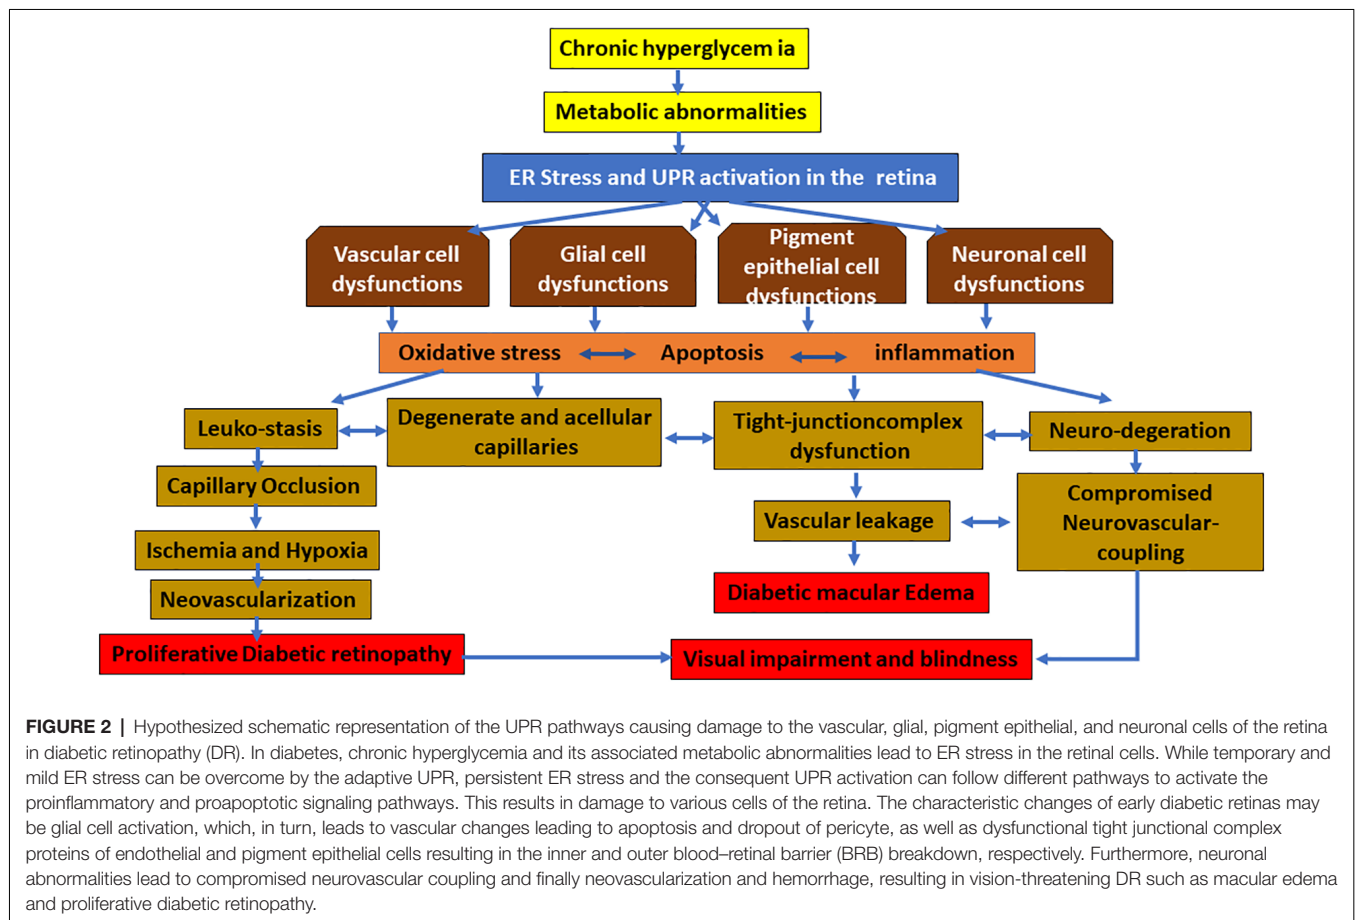 Chronic hyperglycem ia
Metabolic abnormalities
ER Stress and UPR activation in the retina
Vascular cell
dysfunctions
Glial cell
dysfunctions
Pigment
epithelial cell
dysfunctions
Neuronal cell
dysfunctions
Oxidative stress Apoptosis inflammation
Leuko-stasis
Degenerate and acellular
capillaries
Tight-junctioncomplex
dysfunction
Neuro-degeration
Capillary Occlusion
Vascular leakage
Compromised
Neurovascular-
coupling
Ischemia and Hypoxia
Neovascularization
Diabetic macular Edema
Proliferative Diabetic retinopathy
Visual impairment and blindness
FIGURE 2 | Hypothesized schematic representation of the UPR pathways causing damage to the vascular, glial, pigment epithelial, and neuronal cells of the retina
in diabetic retinopathy (DR). In diabetes, chronic hyperglycemia and its associated metabolic abnormalities lead to ER stress in the retinal cells. While temporary and
mild ER stress can be overcome by the adaptive UPR, persistent ER stress and the consequent UPR activation can follow different pathways to activate the
proinflammatory and proapoptotic signaling pathways. This results in damage to various cells of the retina. The characteristic changes of early diabetic retinas may
be glial cell activation, which, in turn, leads to vascular changes leading to apoptosis and dropout of pericyte, as well as dysfunctional tight junctional complex
proteins of endothelial and pigment epithelial cells resulting in the inner and outer blood–retinal barrier (BRB) breakdown, respectively. Furthermore, neuronal
abnormalities lead to compromised neurovascular coupling and finally neovascularization and hemorrhage, resulting in vision-threatening DR such as macular edema
and proliferative diabetic retinopathy.